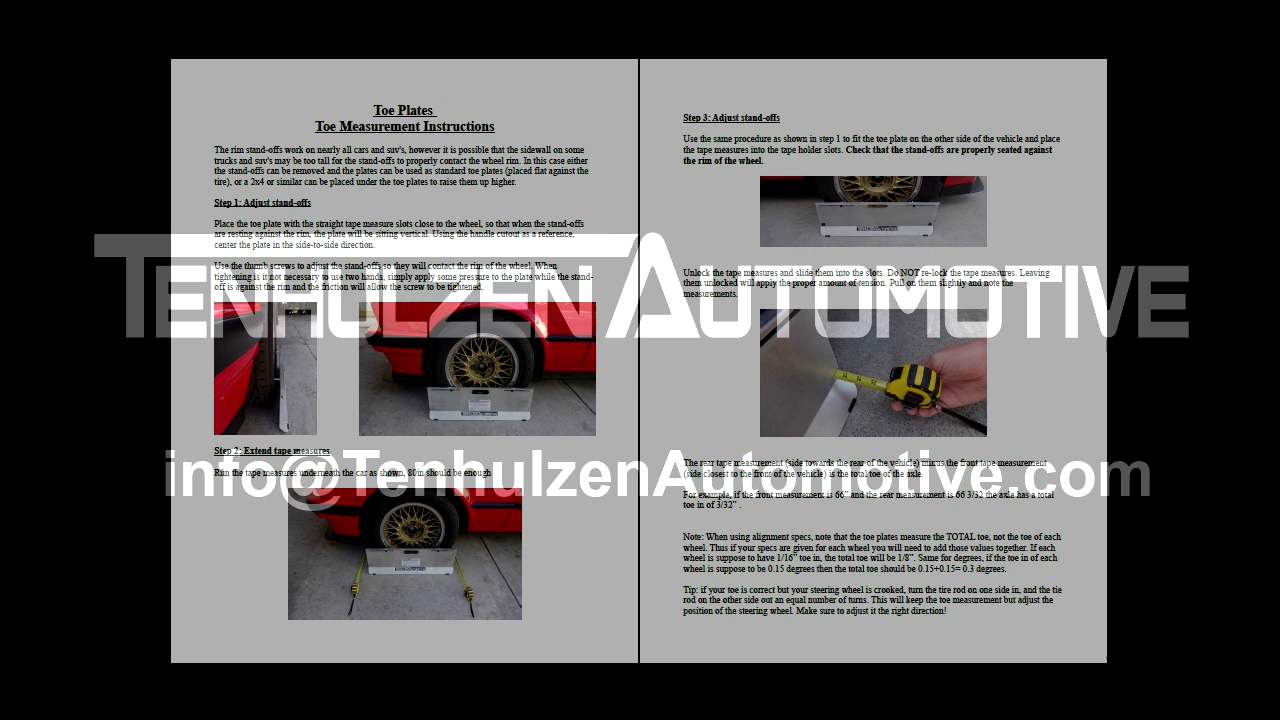 Toe Plates
Toe Measurement Instructions
The rim stand-offs work on nearly all cars and suv's, however it is possible that the sidewall on some
trucks and suv's may be too tall for the stand-offs to properly contact the wheel rim. In this case either
the stand-offs can be removed and the plates can be used as standard toe plates (placed flat against the
tire), or a 2x4 or similar can be placed under the toe plates to raise them up higher.
Step 1: Adjust stand-offs
Place the toe plate with the straight tape measure slots close to the wheel, so that when the stand-offs
are resting against the rim, the plate will be sitting vertical. Using the handle cutout as a reference,
center the plate in the side-to-side direction.
Use the thumb screws to adjust the stand-offs so they will contact the rim of the wheel. When
tightening is it not necessary to use two hands, simply apply some pressure to the plate while the stand-
off is against the rim and the friction will allow the screw to be tightened.
Step 2: Extend tape measures
Run the tape measures underneath the car as shown, 80in should be enough
Step 3: Adjust stand-offs
Use the same procedure as shown in step 1 to fit the toe plate on the other side of the vehicle and place
the tape measures into the tape holder slots. Check that the stand-offs are properly seated against
the rim of the wheel.
Unlock the tape measures and slide them into the slots. Do NOT re-lock the tape measures. Leaving
them unlocked will apply the proper amount of tension. Pull on them slightly and note the
measurements.
The rear tape measurement (side towards the rear of the vehicle) minus the front tape measurement
(side closest to the front of the vehicle) is the total toe of the axle.
For example, if the front measurement is 66” and the rear measurement is 66 3/32 the axle has a total
toe in of 3/32” .
Note: When using alignment specs, note that the toe plates measure the TOTAL toe, not the toe of each
wheel. Thus if your specs are given for each wheel you will need to add those values together. If each
wheel is suppose to have 1/16” toe in, the total toe will be 1/8”. Same for degrees, if the toe in of each
wheel is suppose to be 0.15 degrees then the total toe should be 0.15+0.15= 0.3 degrees.
Tip: if your toe is correct but your steering wheel is crooked, turn the tire rod on one side in, and the tie
rod on the other side out an equal number of turns. This will keep the toe measurement but adjust the
position of the steering wheel. Make sure to adjust it the right direction!
TENHULZEN AUTOMOTIVE
info@TenhulzenAutomotive.com